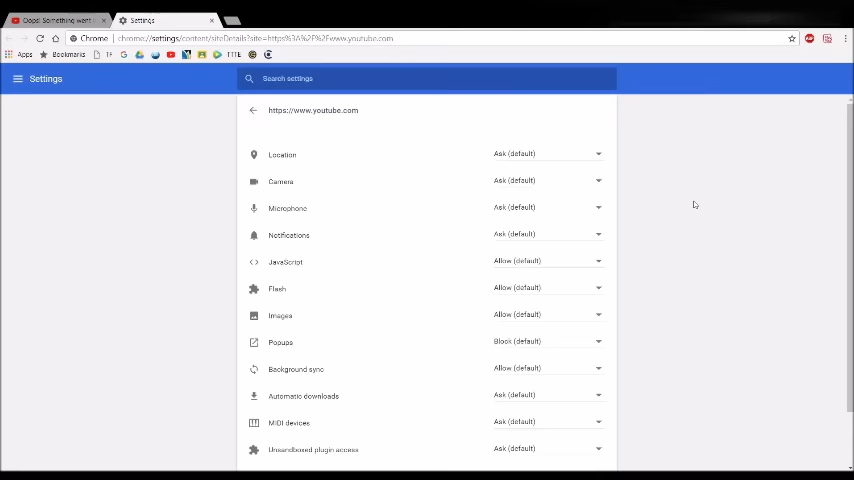 Oops! Something went
Settings
Chrome
chrome://settings/content/siteDetails?site=https%3A%2F%2Fwww.youtube.com
Apps
Bookmarks
TF
TTTE
Settings
Search settings
https://www.youtube.com
Location
Ask (default)
Camera
Ask (default)
Microphone
Ask (default)
Notifications
Ask (default)
JavaScript
Allow (default)
Flash
Allow (default)
Images
Allow (default)
Popups
Block (default)
Background sync
Allow (default)
Automatic downloads
Ask (default)
MIDI devices
Ask (default)
Unsandboxed plugin access
Ask (default)